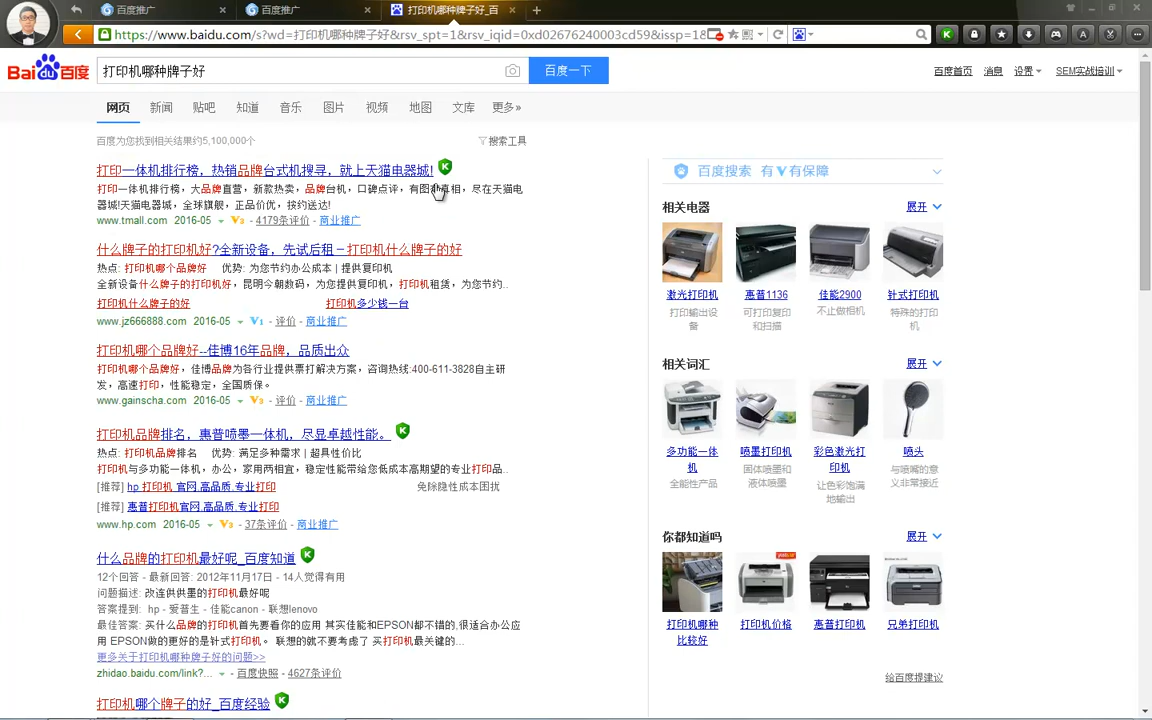 百度推广
百度推广
打印机哪种牌子好_百
https://www.baidu.com/s?wd=打印机哪种牌子好&rsv_spt=1&rsv_iqid=0xd02676240003cd59&issp=18
Bai du 百度
打印机哪种牌子好
百度一下
百度首页 消息 设置 SEM实战培训
网页 新闻 贴吧 知道 音乐 图片 视频 地图 文库 更多»
百度为您找到相关结果约5,100,000个
搜索工具
打印一体机排行榜，热销品牌台式机搜寻，就上天猫电器城!
打印一体机排行榜，大品牌直营，新款热卖，品牌台机，口碑点评，有图有真相，尽在天猫电
器城!天猫电器城，全球旗舰，正品价优，技约送达!
www.tmall.com 2016-05 V3 - 4179条评价 - 商业推广
什么牌子的打印机好?全新设备，先试后租－打印机什么牌子的好
热点: 打印机哪个品牌好 优势: 为您节约办公成本 | 提供复印机
全新设备什么牌子的打印机好，昆明今朝数码，为您提供复印机，打印机租赁，为您节约..
打印机什么牌子的好 打印机多少钱一台
www.jz666888.com 2016-05 V1 - 评价 - 商业推广
打印机哪个品牌好--佳博16年品牌，品质出众
打印机哪个品牌好，佳博品牌为各行业提供票打解决方案，咨询热线:400-611-3828自主研
发，高速打印，性能稳定，全国质保。
www.gainscha.com 2016-05 V3 - 评价 - 商业推广
打印机品牌排名，惠普喷墨一体机，尽显卓越性能。
热点: 打印机品牌排名 优势: 满足多种需求 | 超具性价比
打印机与多功能一体机，办公，家用两相宜，稳定性能带给您低成本高期望的专业打印品..
[推荐] hp 打印机 官网.高品质.专业打印 免除隐性成本困扰
[推荐] 惠普打印机官网.高品质.专业打印
www.hp.com 2016-05 V3 - 37条评价 - 商业推广
什么品牌的打印机最好呢_百度知道
12个回答 - 最新回答: 2012年11月17日 - 14人觉得有用
问题描述: 改连供供墨的打印机最好呢
答案提到: hp - 爱普生 - 佳能canon - 联想lenovo
最佳答案: 买什么品牌的打印机首先要看你的应用 其实佳能和EPSON都不错的,很适合办公应
用 EPSON做的更好的是针式打印机。 联想的就不要考虑了 买打印机最关键的...
更多关于打印机哪种牌子好的问题>>
zhidao.baidu.com/link?... - 百度快照 - 4627条评价
打印机哪个牌子的好_百度经验
百度搜索 有V有保障
相关电器 展开
激光打印机 惠普1136 佳能2900 针式打印机
打印输出设备 可打印复印和扫描 不止做相机 特殊的打印机
相关词汇 展开
多功能一体机 喷墨打印机 彩色激光打印机 喷头
全能性产品 固体喷墨和液体喷墨 让色彩饱满地输出 与喷嘴的意义非常接近
你都知道吗 展开
打印机哪种比较好 打印机价格 惠普打印机 兄弟打印机
给百度提建议